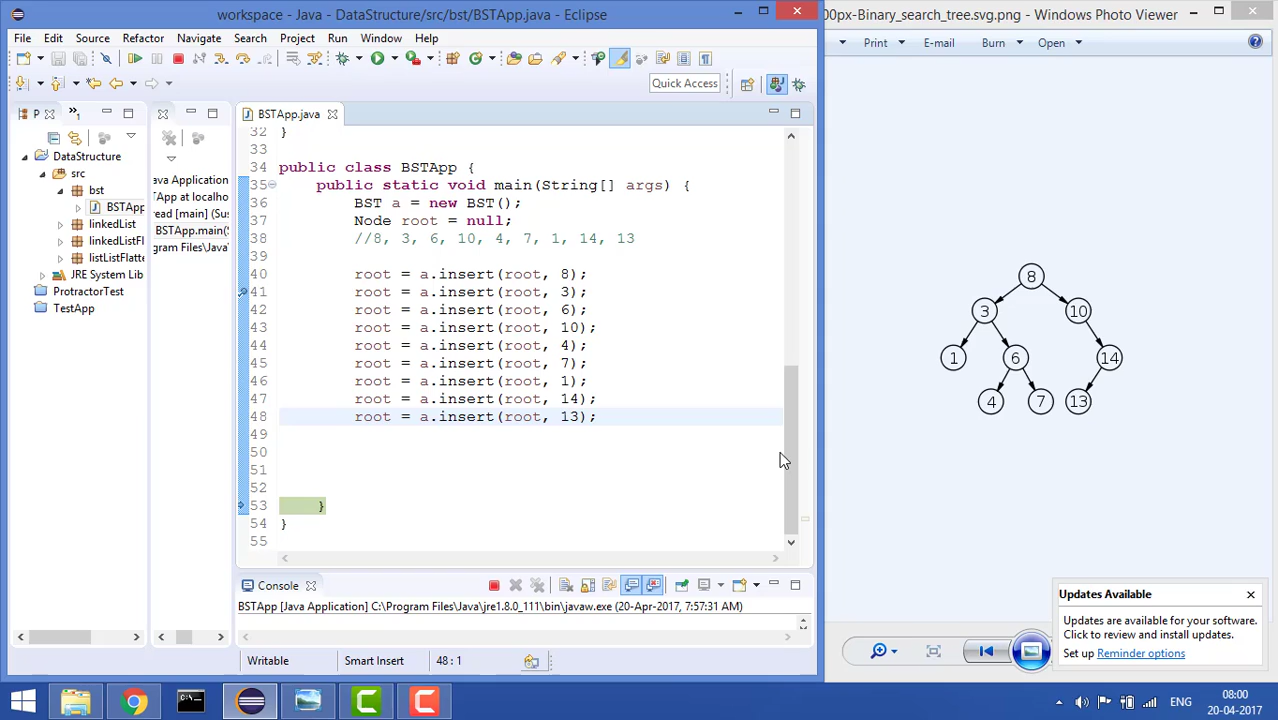 workspace - Java - DataStructure/src/bst/BSTApp.java - Eclipse
00px-Binary_search_tree.svg.png - Windows Photo Viewer
File Edit Source Refactor Navigate Search Project Run Window Help
Print E-mail Burn Open
Quick Access
P
BSTApp.java
DataStructure
src
bst
BSTApp
linkedList
linkedListFl
listListFlatte
JRE System Lib
ProtractorTest
TestApp
ava Application]
TApp at localho
read [main] (Sus
BSTApp.main(S
gram Files\Java\
32 }
33
34 public class BSTApp {
35 public static void main(String[] args) {
36 BST a = new BST();
37 Node root = null;
38 //8, 3, 6, 10, 4, 7, 1, 14, 13
39
40 root = a.insert(root, 8);
41 root = a.insert(root, 3);
42 root = a.insert(root, 6);
43 root = a.insert(root, 10);
44 root = a.insert(root, 4);
45 root = a.insert(root, 7);
46 root = a.insert(root, 1);
47 root = a.insert(root, 14);
48 root = a.insert(root, 13);
49
50
51
52
53 }
54 }
55
8
3 10
1 6 14
4 7 13
Console
BSTApp [Java Application] C:\Program Files\Java\jre1.8.0_111\bin\javaw.exe (20-Apr-2017, 7:57:31 AM)
Writable Smart Insert 48 : 1
Updates Available
Updates are available for your software.
Click to review and install updates.
Set up Reminder options
ENG
08:00
20-04-2017